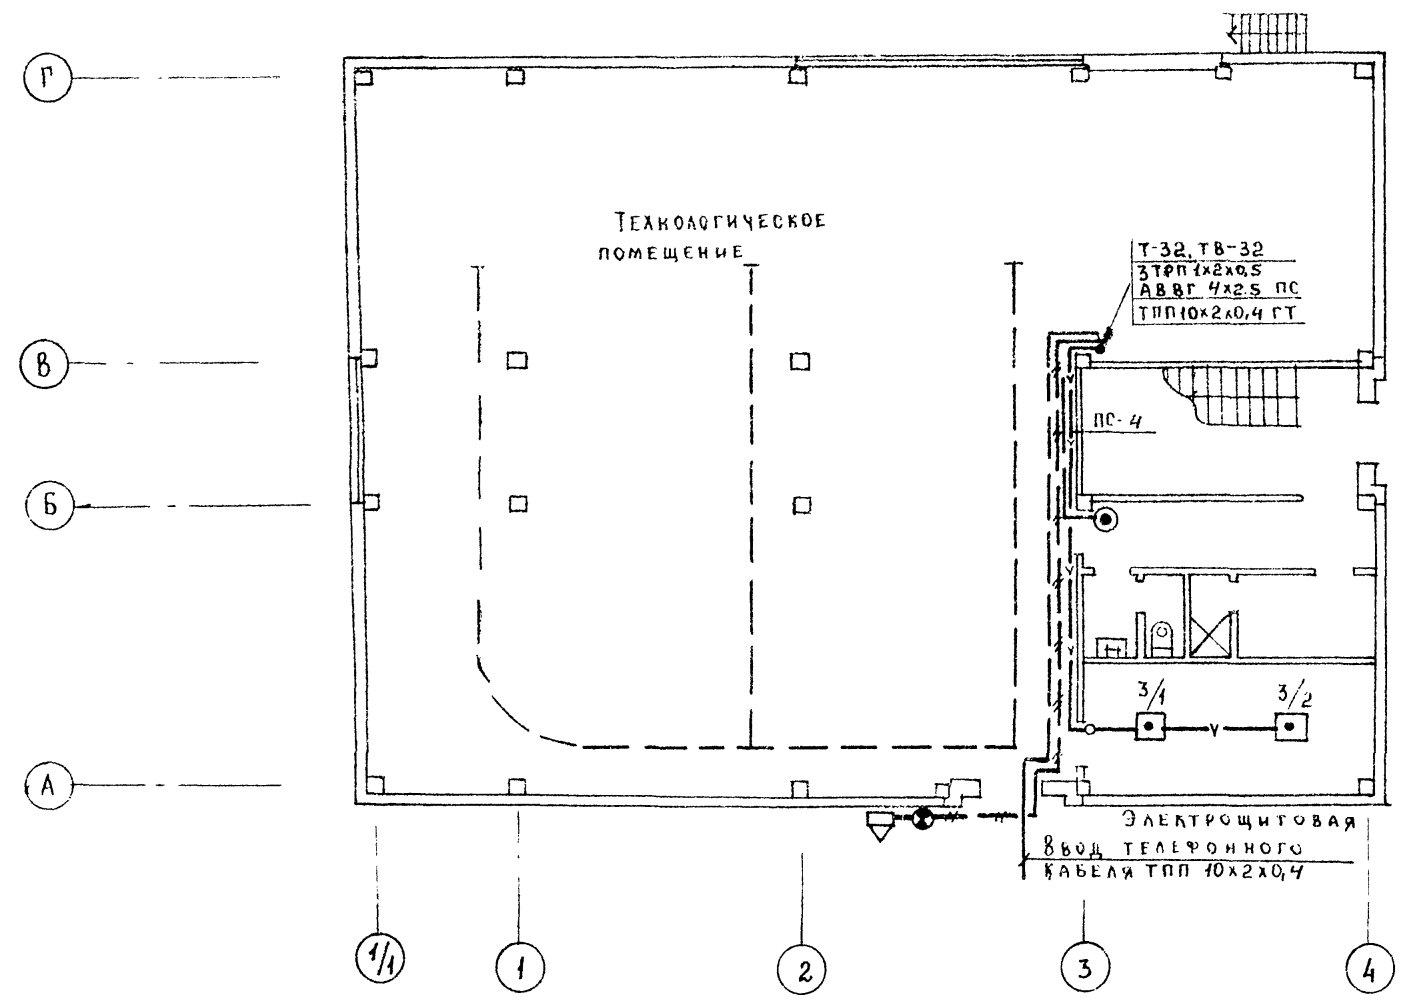 Г
Технологическое
помещение
Т-32, ТВ-32
3ТРП 1х2х0,5
АВВГ 4х2.5 ПС
ТПП10х2х0,4 ГТ
В
ПС-4
Б
3/1
3/2
А
Электрощитовая
Ввод телефонного
кабеля ТПП 10х2х0,4
1/1
1
2
3
4